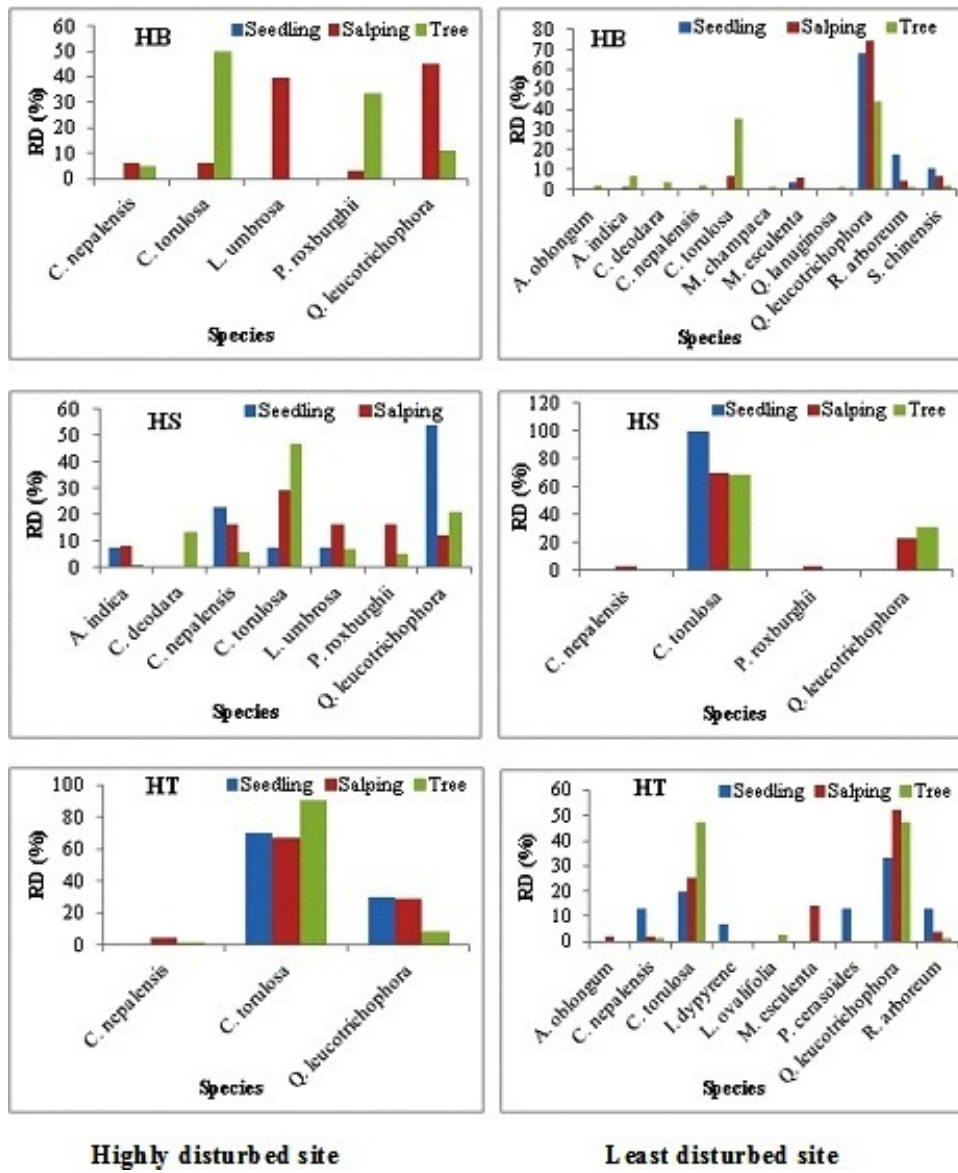 HB Seedling Salping Tree
RD (%)
60
50
40
30
20
10
0
C. nepalensis
C. torulosa
L. umbrosa
P. roxburghii
Q. leucotrichophora
Species
HB Seedling Salping Tree
RD (%)
80
70
60
50
40
30
20
10
0
A. oblongum
A. indica
C. deodara
C. nepalensis
C. torulosa
M. champaca
M. esculenta
Q. lanuginosa
Q. leucotrichophora
R. arboreum
S. chinensis
Species
HS Seedling Salping
RD (%)
60
50
40
30
20
10
0
A. indica
C. deodara
C. nepalensis
C. torulosa
L. umbrosa
P. roxburghii
Q. leucotrichophora
Species
HS Seedling Salping Tree
RD (%)
120
100
80
60
40
20
0
C. nepalensis
C. torulosa
P. roxburghii
Q. leucotrichophora
Species
HT Seedling Salping Tree
RD (%)
100
80
60
40
20
0
C. nepalensis
C. torulosa
Q. leucotrichophora
Species
HT Seedling Salping Tree
RD (%)
60
50
40
30
20
10
0
A. oblongum
C. nepalensis
C. torulosa
I. dypyrene
L. ovalifolia
M. esculenta
P. cerasoides
Q. leucotrichophora
R. arboreum
Species
Highly disturbed site
Least disturbed site